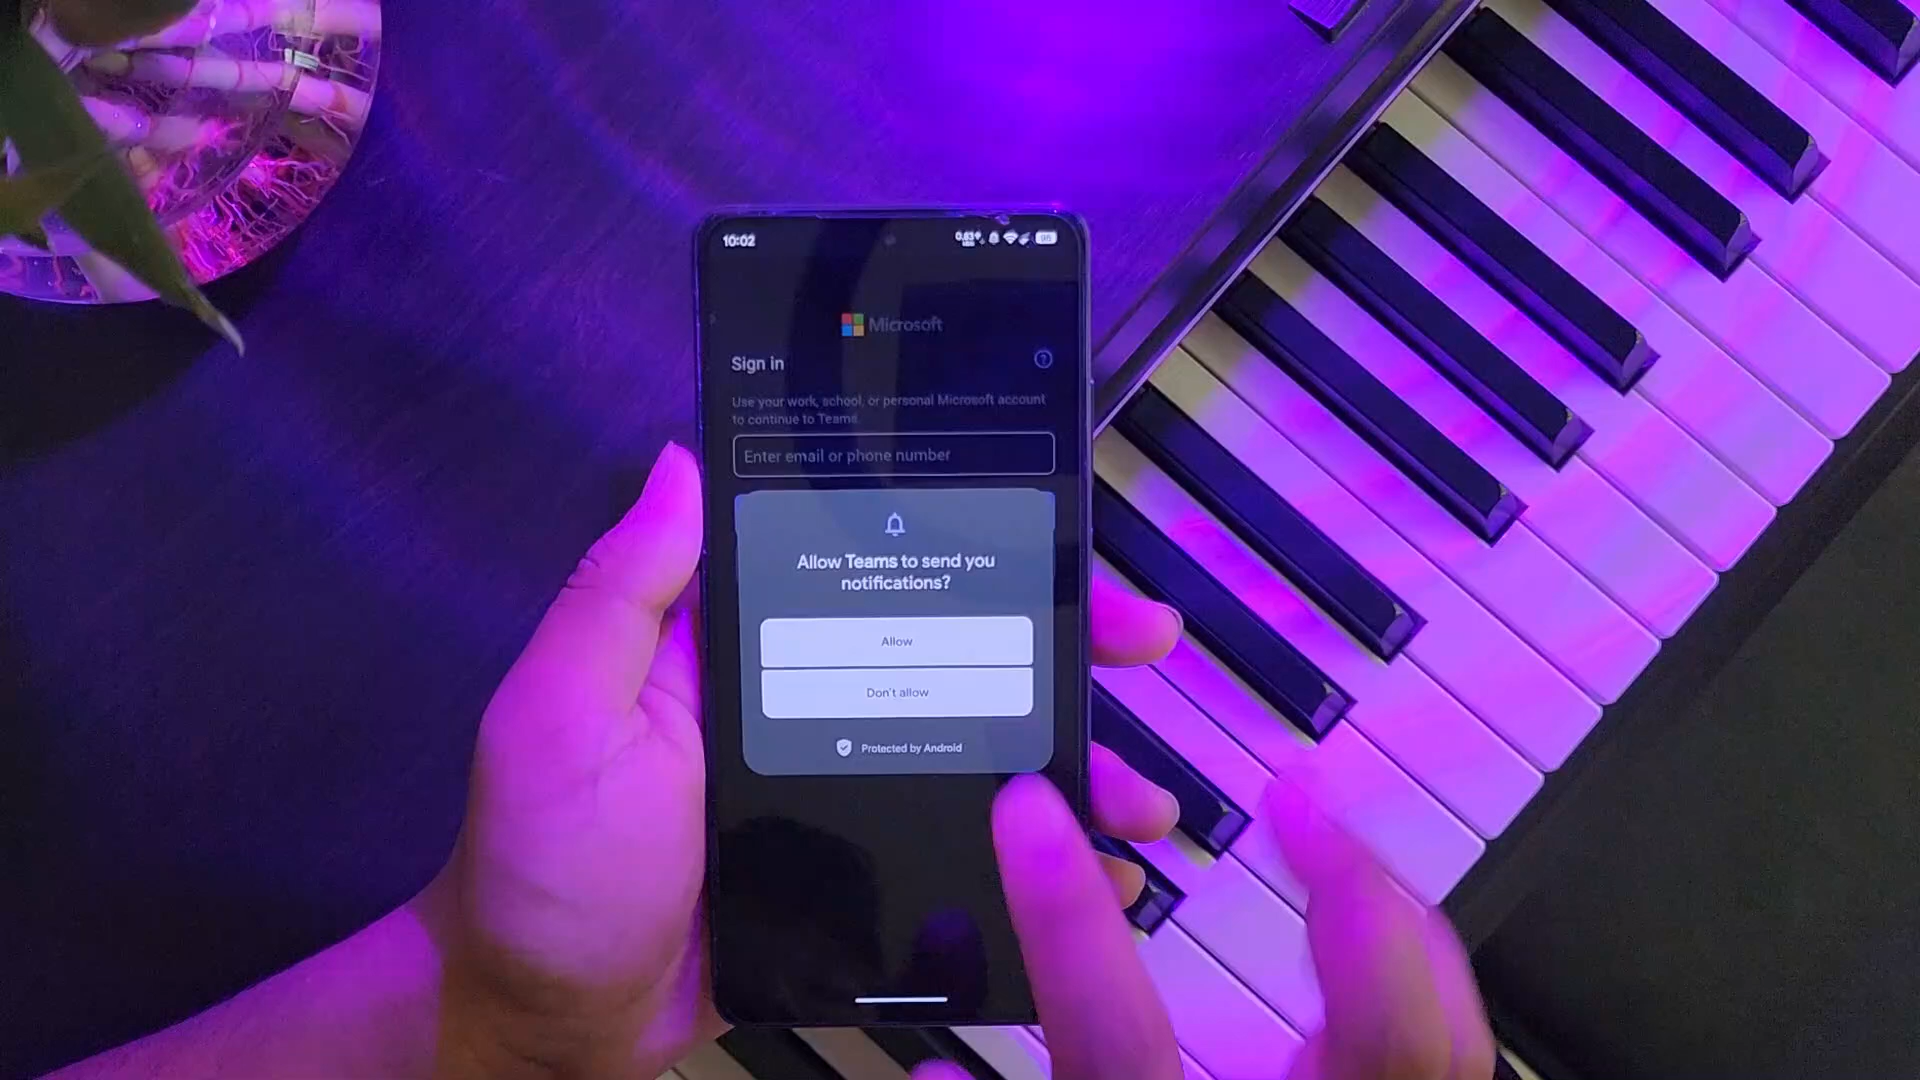 10:02
Microsoft
Sign in
Use your work, school, or personal Microsoft account
to continue to Teams.
Enter email or phone number
Allow Teams to send you
notifications?
Allow
Don't allow
Protected by Android